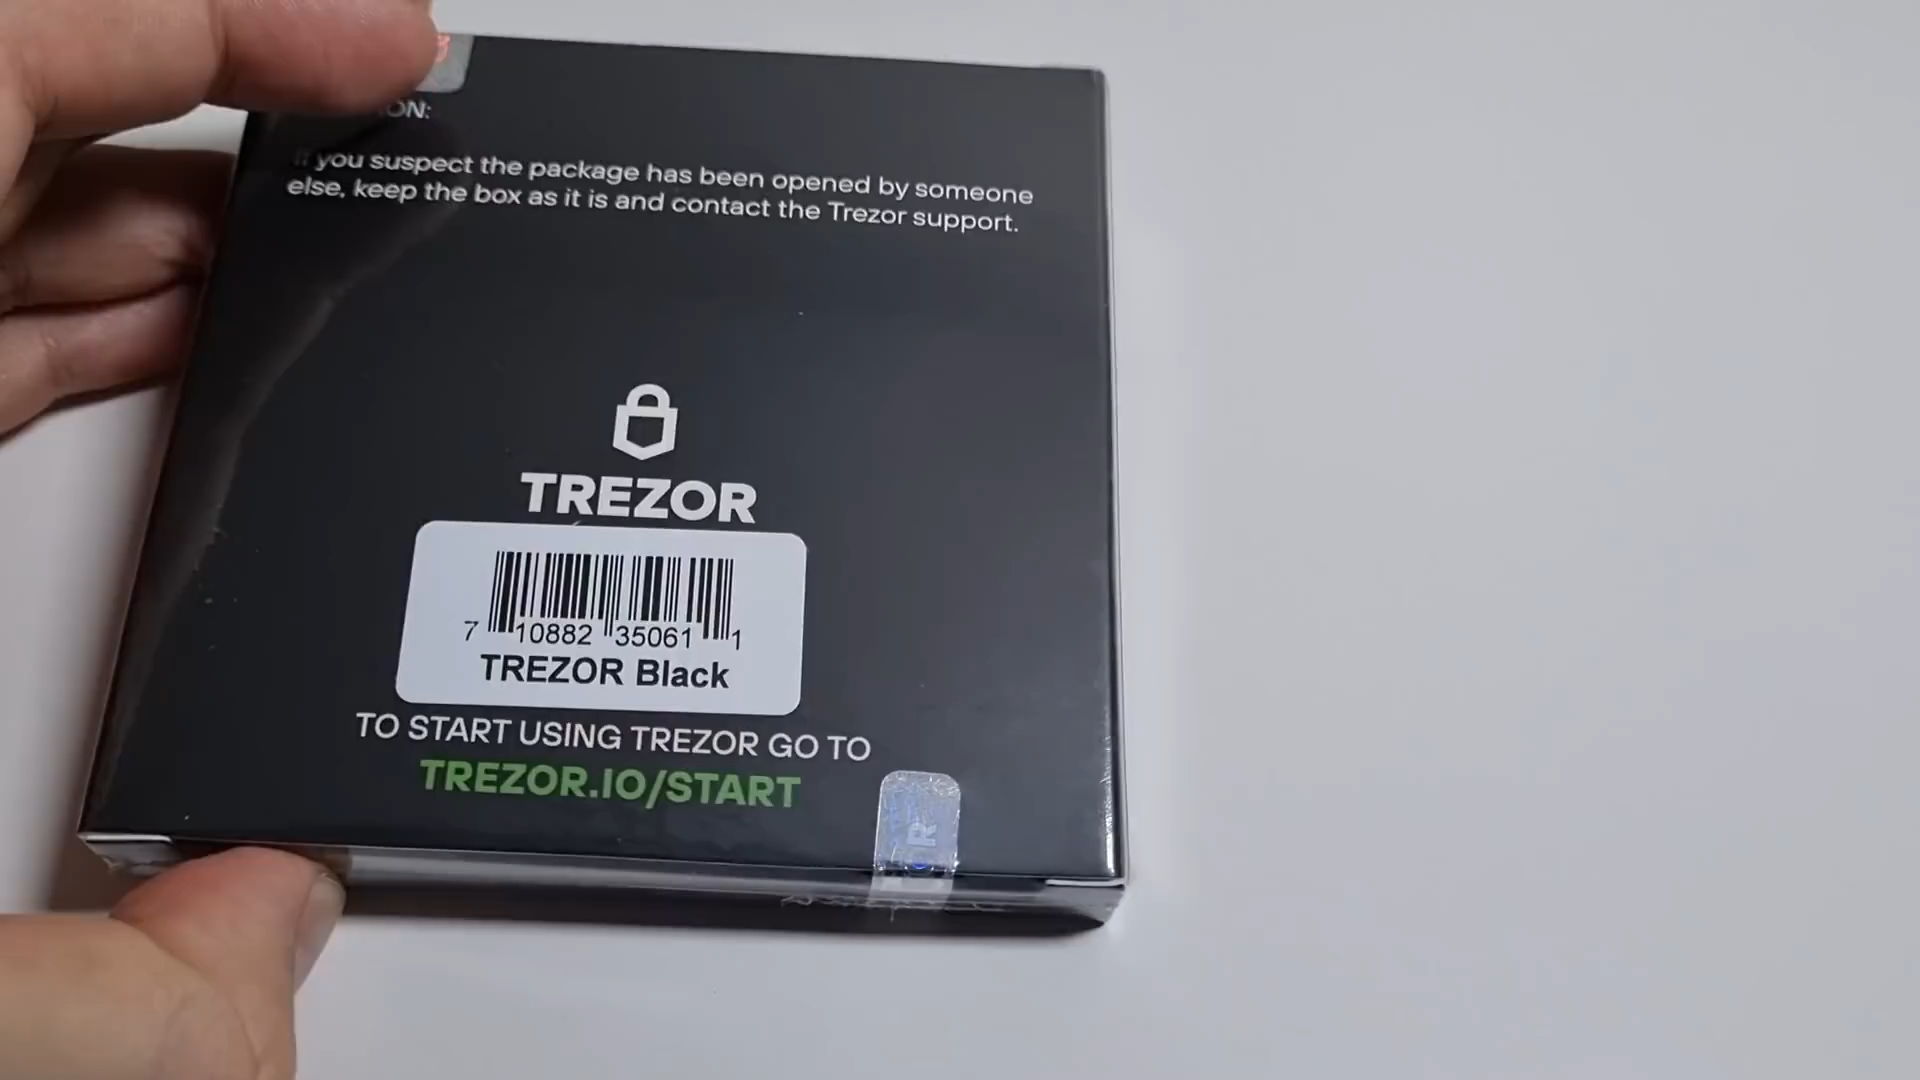 you suspect the package has been opened by someone
else, keep the box as it is and contact the Trezor support.
TREZOR
7 10882 35061 1
TREZOR Black
TO START USING TREZOR GO TO
TREZOR.IO/START